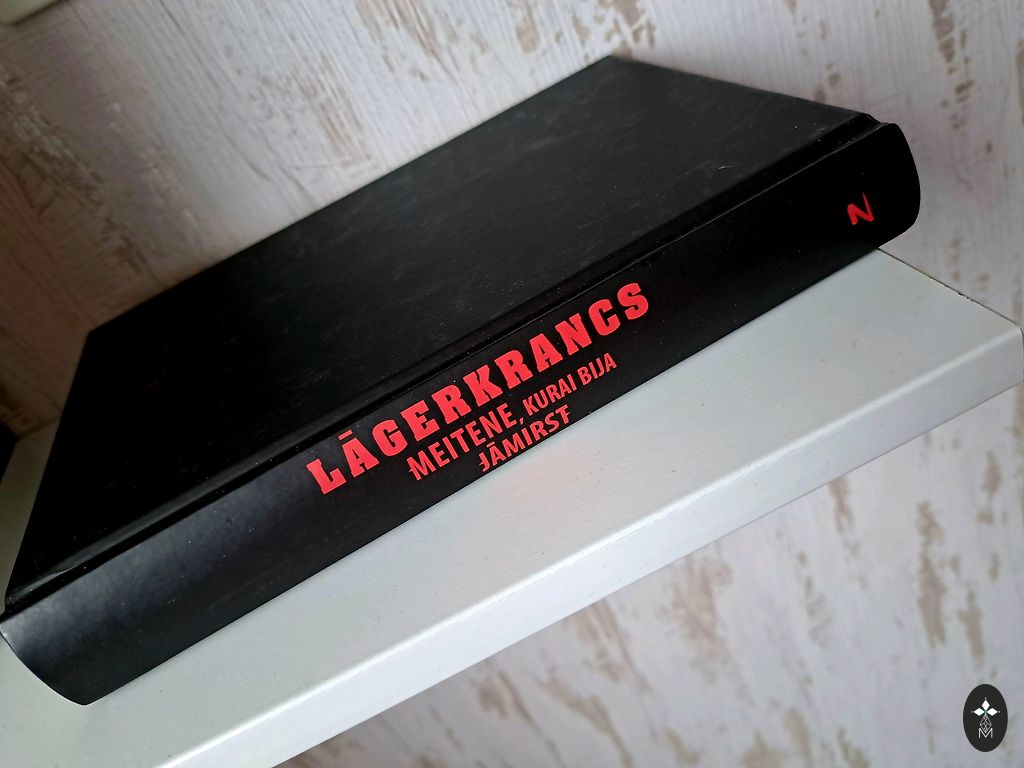 LĀGERKRANCS
MEITENE, KURAI BIJA
JĀMIRST
N
M